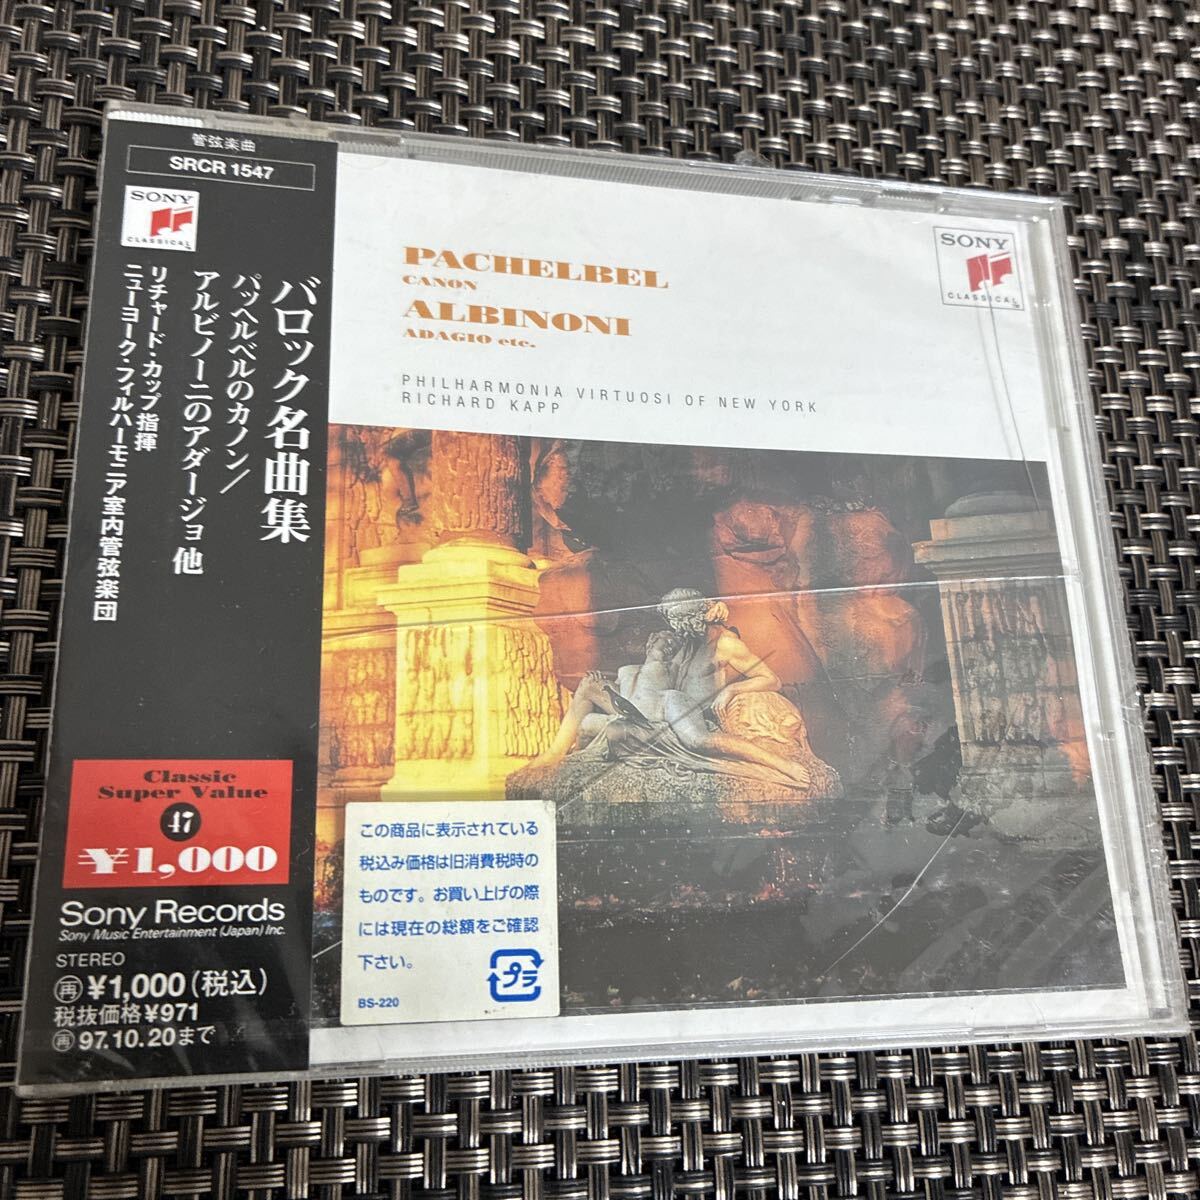 管弦楽曲
SRCR 1547
SONY
CLASSICAL
バロック名曲集
パッヘルベルのカノン／
アルビノーニのアダージョ 他
リチャード・カップ指揮
ニューヨーク・フィルハーモニア室内管弦楽団
Classic
Super Value
47
¥1,000
Sony Records
Sony Music Entertainment (Japan) Inc.
STEREO
再 ¥1,000(税込)
税抜価格¥971
再 97.10.20まで
PACHELBEL
CANON
ALBINONI
ADAGIO etc.
PHILHARMONIA VIRTUOSI OF NEW YORK
RICHARD KAPP
SONY
CLASSICAL
この商品に表示されている
税込み価格は旧消費税時の
ものです。お買い上げの際
には現在の総額をご確認
下さい。
プラ
BS-220